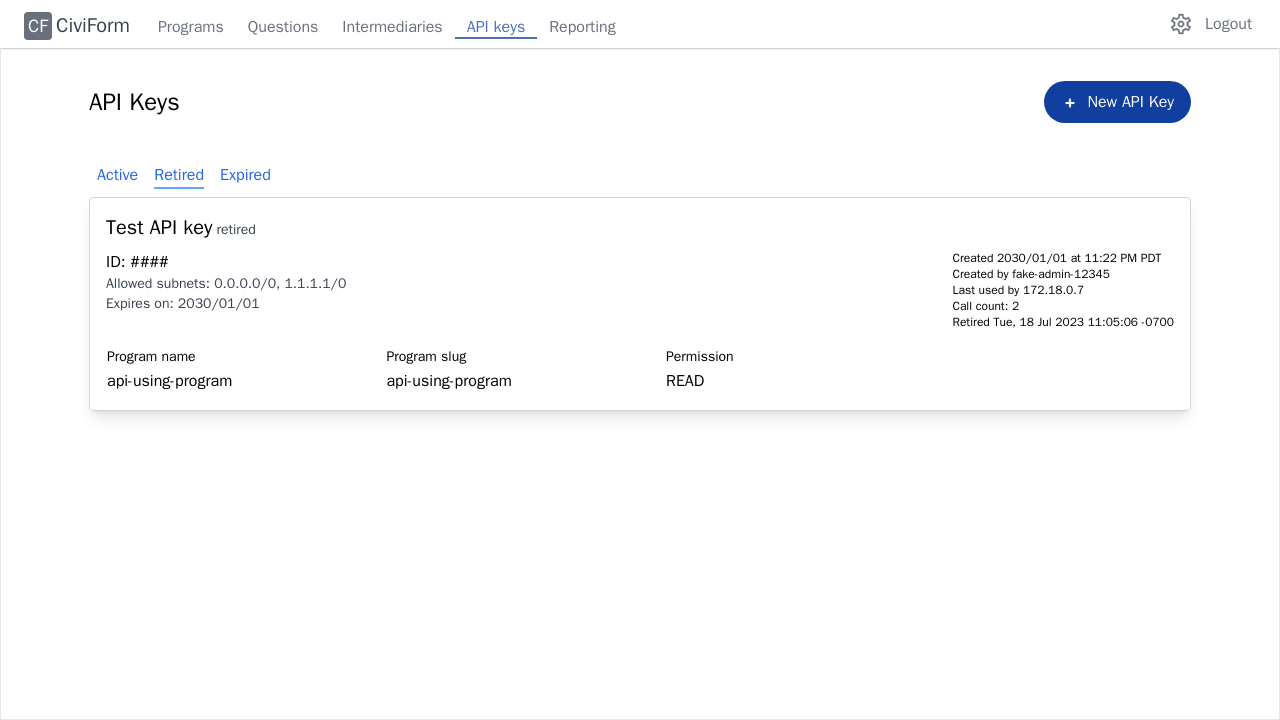 CF CiviForm Programs Questions Intermediaries API keys Reporting Logout
API Keys
+ New API Key
Active Retired Expired
Test API key retired
ID: ####
Allowed subnets: 0.0.0.0/0, 1.1.1.1/0
Expires on: 2030/01/01
Created 2030/01/01 at 11:22 PM PDT
Created by fake-admin-12345
Last used by 172.18.0.7
Call count: 2
Retired Tue, 18 Jul 2023 11:05:06 -0700
Program name Program slug Permission
api-using-program api-using-program READ